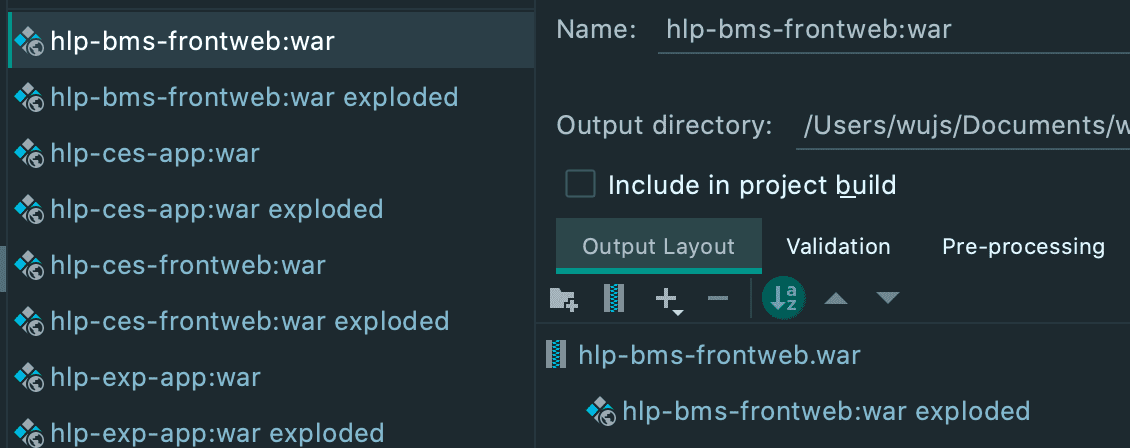 hlp-bms-frontweb:war
hlp-bms-frontweb:war exploded
hlp-ces-app:war
hlp-ces-app:war exploded
hlp-ces-frontweb:war
hlp-ces-frontweb:war exploded
hlp-exp-app:war
hlp-exp-app:war exploded
Name: hlp-bms-frontweb:war
Output directory: /Users/wujs/Documents/w
Include in project build
Output Layout Validation Pre-processing
hlp-bms-frontweb.war
hlp-bms-frontweb:war exploded